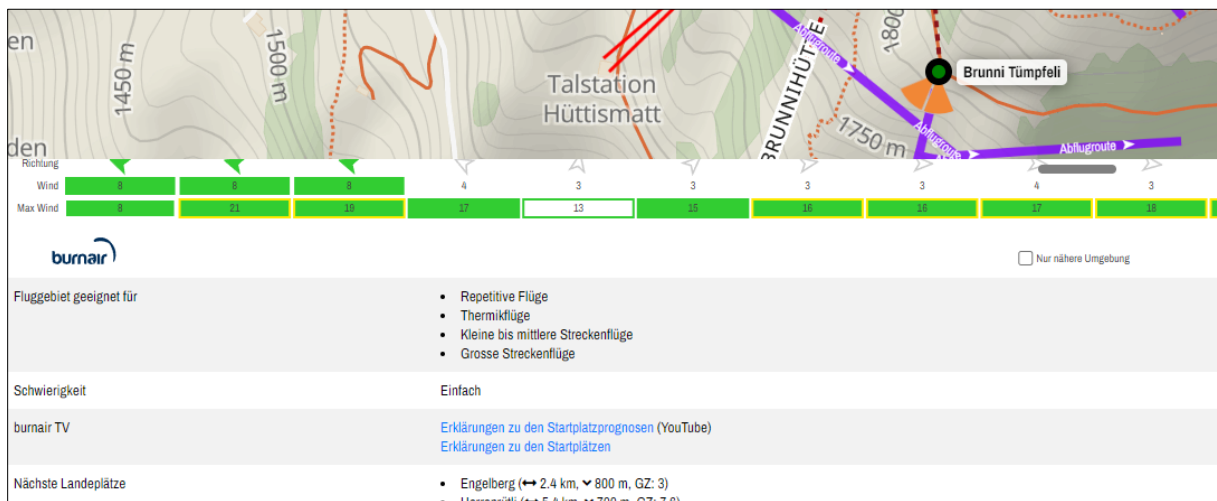 en
1450 m
1500 m
Talstation
Hüttismatt
BRUNNIHÜTTE
Abflugroute
1800
Brunni Tümpfeli
1750 m
Abflugroute
Abflugroute
den
Richtung
Wind 8 8 8 4 3 3 3 3 4 3
Max Wind 8 21 19 17 13 15 16 16 17 18
burnair
Nur nähere Umgebung
Fluggebiet geeignet für
• Repetitive Flüge
• Thermikflüge
• Kleine bis mittlere Streckenflüge
• Grosse Streckenflüge
Schwierigkeit Einfach
burnair TV Erklärungen zu den Startplatzprognosen (YouTube)
Erklärungen zu den Startplätzen
Nächste Landeplätze • Engelberg (↔ 2.4 km, ⌄ 800 m, GZ: 3)